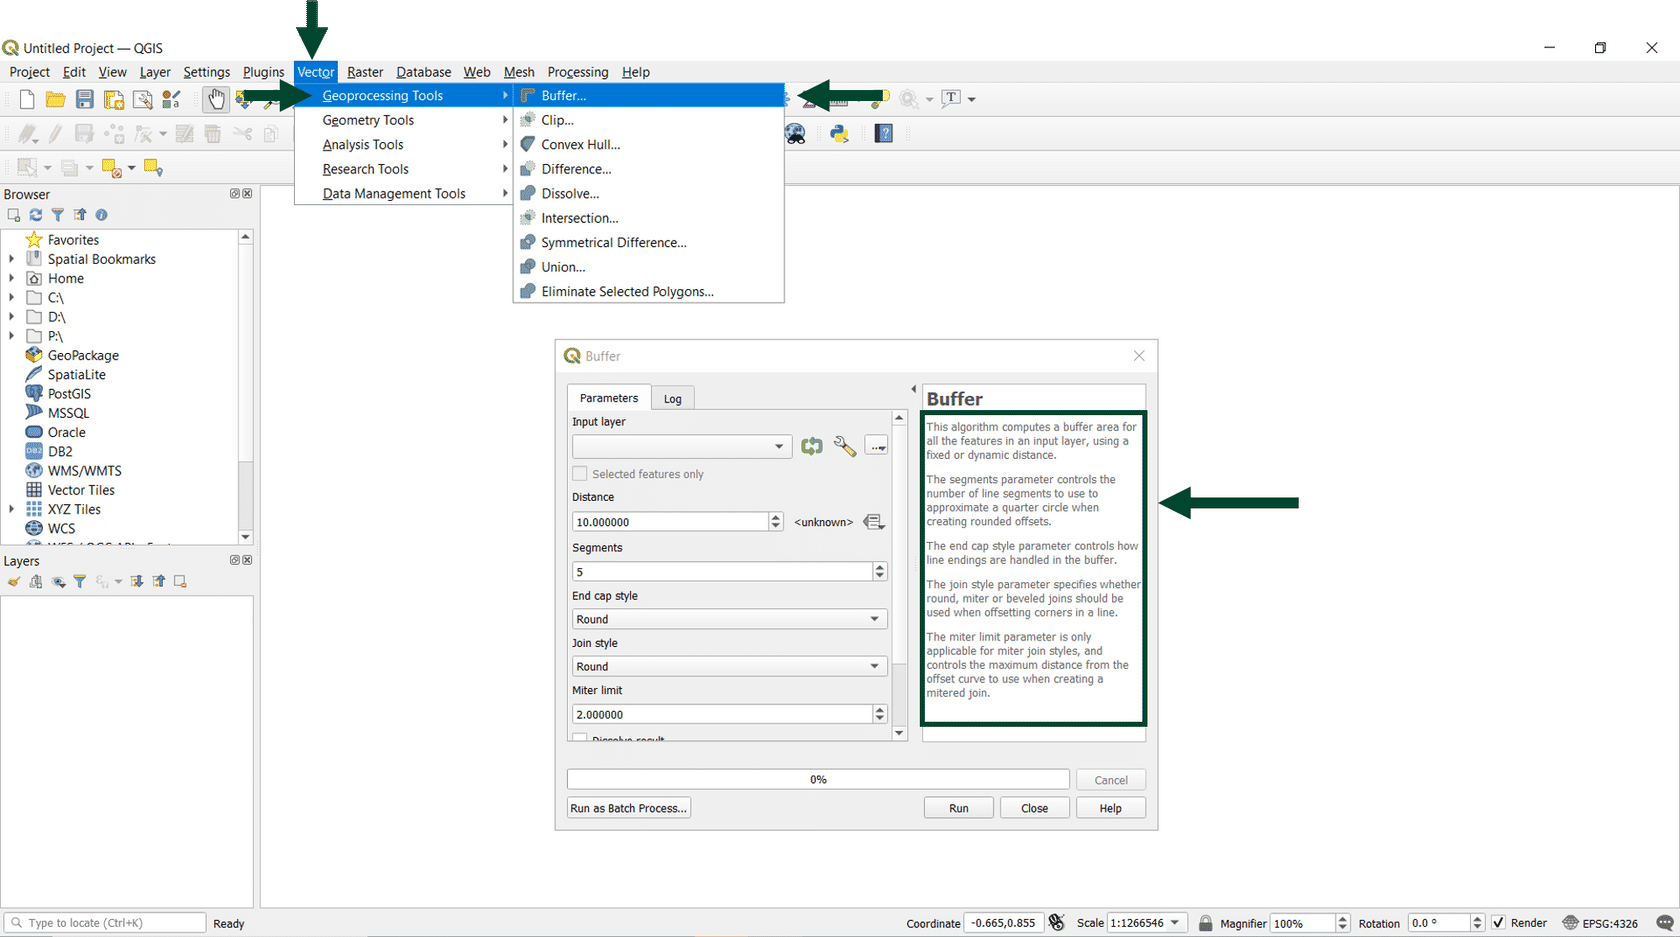 Untitled Project — QGIS
Project Edit View Layer Settings Plugins Vector Raster Database Web Mesh Processing Help
Geoprocessing Tools
Geometry Tools
Analysis Tools
Research Tools
Data Management Tools
Buffer...
Clip...
Convex Hull...
Difference...
Dissolve...
Intersection...
Symmetrical Difference...
Union...
Eliminate Selected Polygons...
Browser
Favorites
Spatial Bookmarks
Home
C:\
D:\
P:\
GeoPackage
SpatiaLite
PostGIS
MSSQL
Oracle
DB2
DB2
WMS/WMTS
Vector Tiles
XYZ Tiles
WCS
Layers
Buffer
Parameters Log
Input layer
Selected features only
Distance
10.000000 <unknown>
Segments
5
End cap style
Round
Join style
Round
Miter limit
2.000000
Dissolve result
Buffer
This algorithm computes a buffer area for
all the features in an input layer, using a
fixed or dynamic distance.
The segments parameter controls the
number of line segments to use to
approximate a quarter circle when
creating rounded offsets.
The end cap style parameter controls how
line endings are handled in the buffer.
The join style parameter specifies whether
round, miter or beveled joins should be
used when offsetting corners in a line.
The miter limit parameter is only
applicable for miter join styles, and
controls the maximum distance from the
offset curve to use when creating a
mitered join.
0% Cancel
Run as Batch Process... Run Close Help
Type to locate (Ctrl+K) Ready Coordinate -0.665,0.855 Scale 1:1266546 Magnifier 100% Rotation 0.0 ° Render EPSG:4326